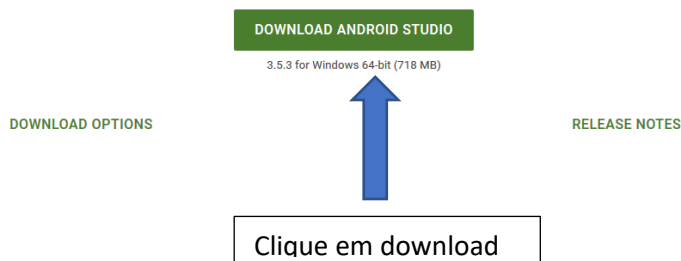 DOWNLOAD ANDROID STUDIO
3.5.3 for Windows 64-bit (718 MB)
DOWNLOAD OPTIONS
RELEASE NOTES
Clique em download